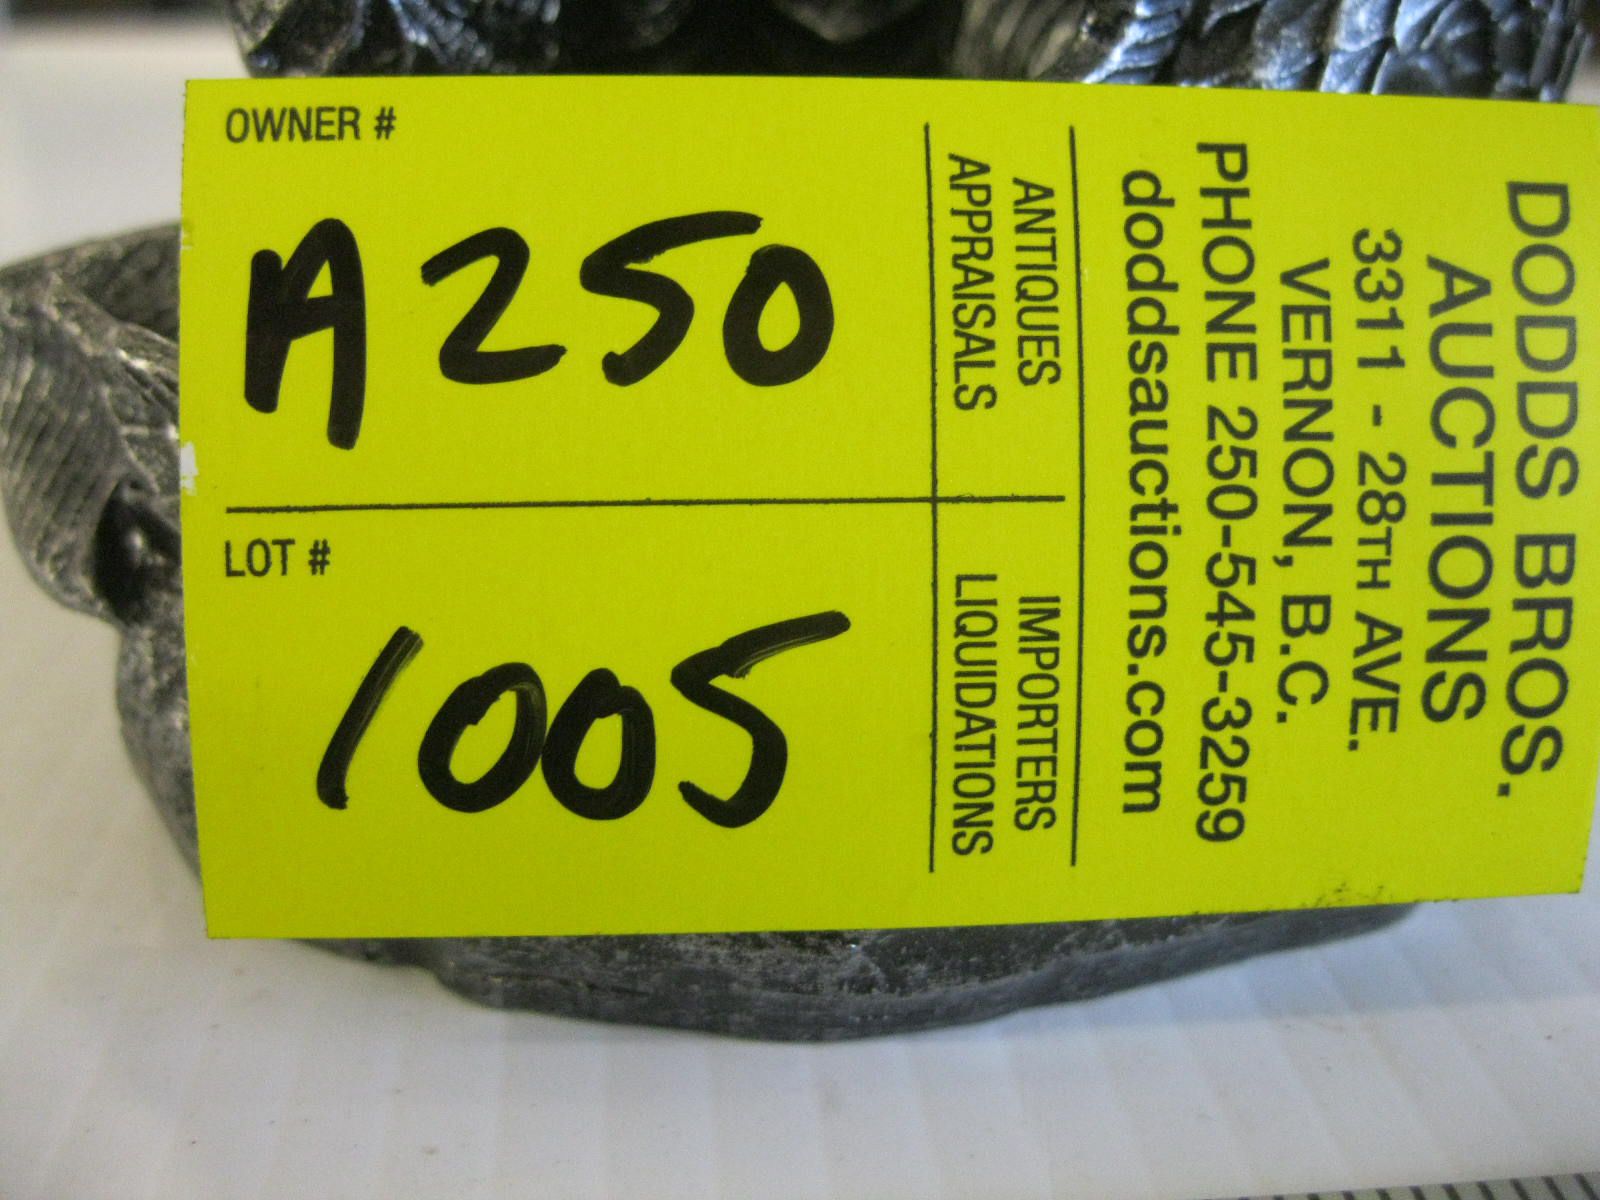 OWNER #
A250
LOT #
1005
DODDS BROS.
AUCTIONS
3311 - 28TH AVE.
VERNON, B.C.
PHONE 250-545-3259
doddsauctions.com
ANTIQUES
APPRAISALS
IMPORTERS
LIQUIDATIONS